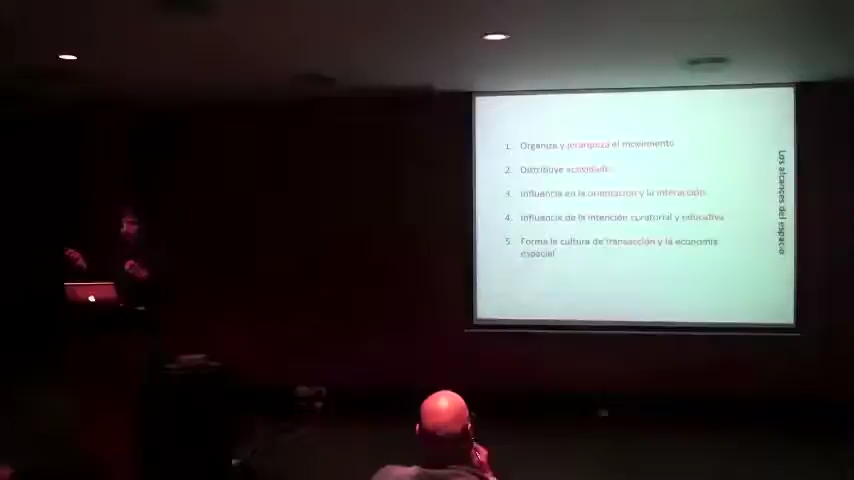 1. Organiza y jerarquiza el movimiento
2. Distribuye actividades
3. Influencia en la orientación y la interacción
4. Influencia de la intención curatorial y educativa
5. Forma la cultura de transacción y la economía
espacial
Los alcances del espacio